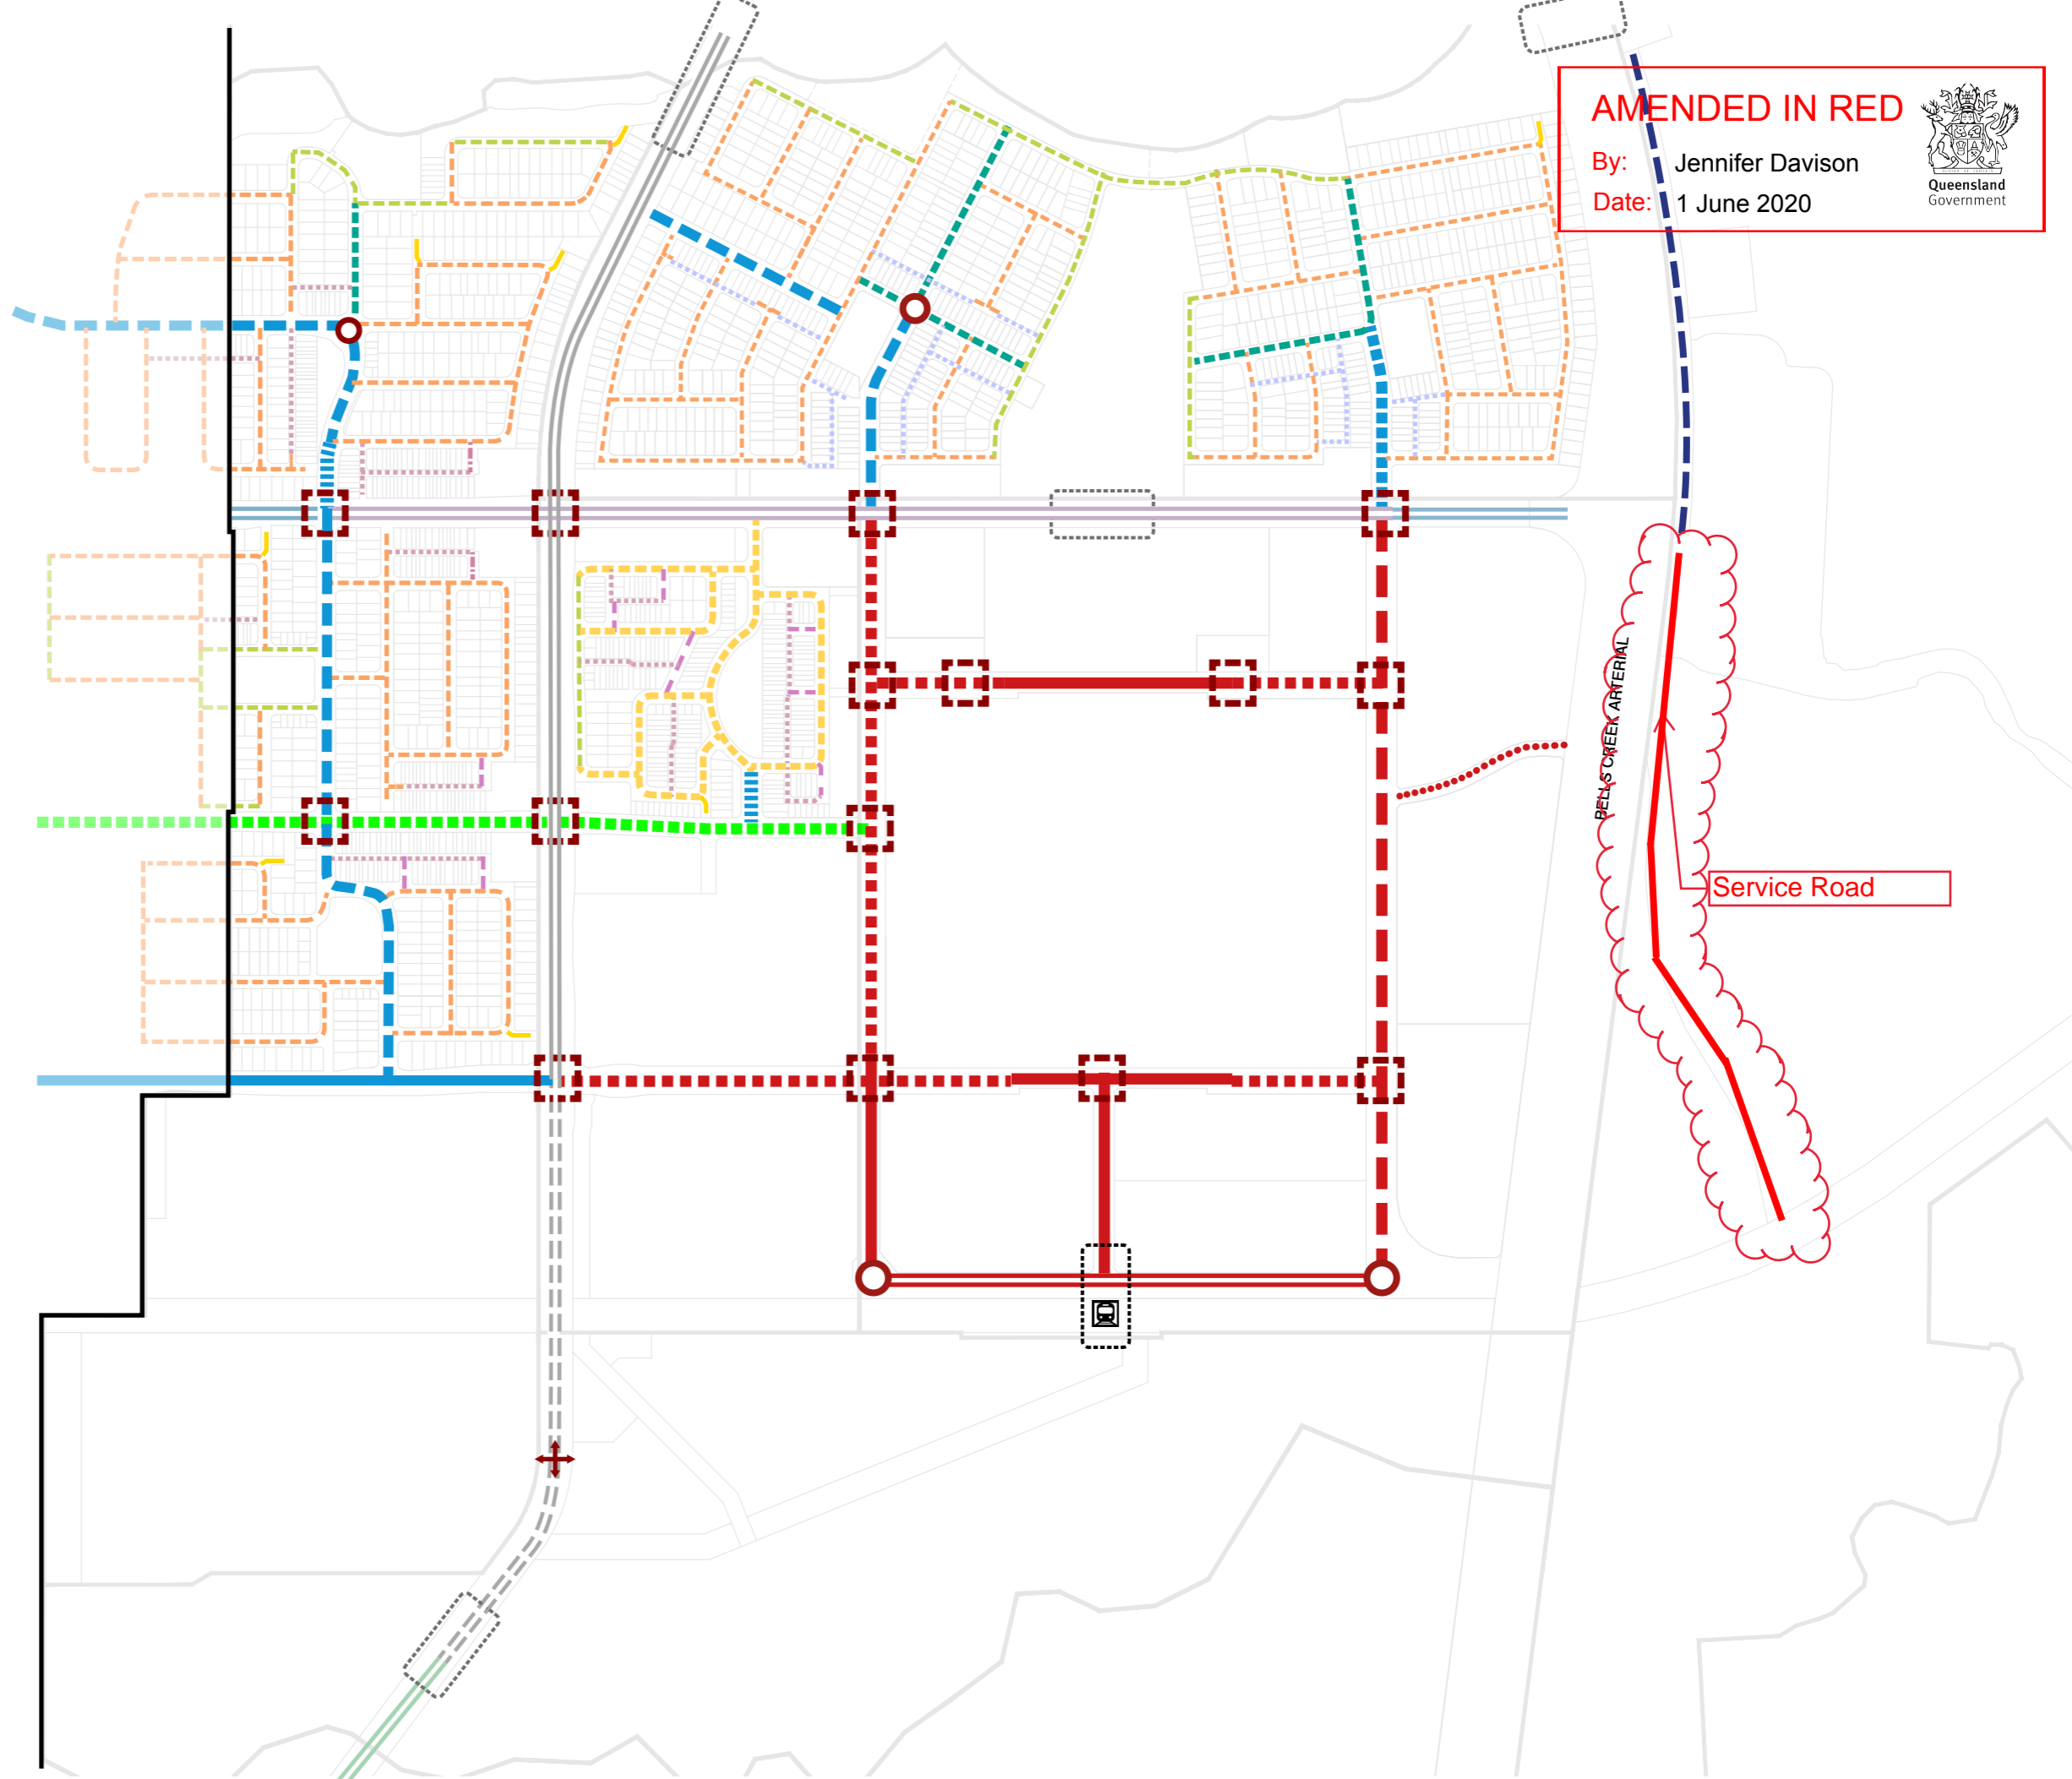 AMENDED IN RED
By: Jennifer Davison
Date: 1 June 2020
Queensland
Government
BELLS CREEK ARTERIAL
Service Road